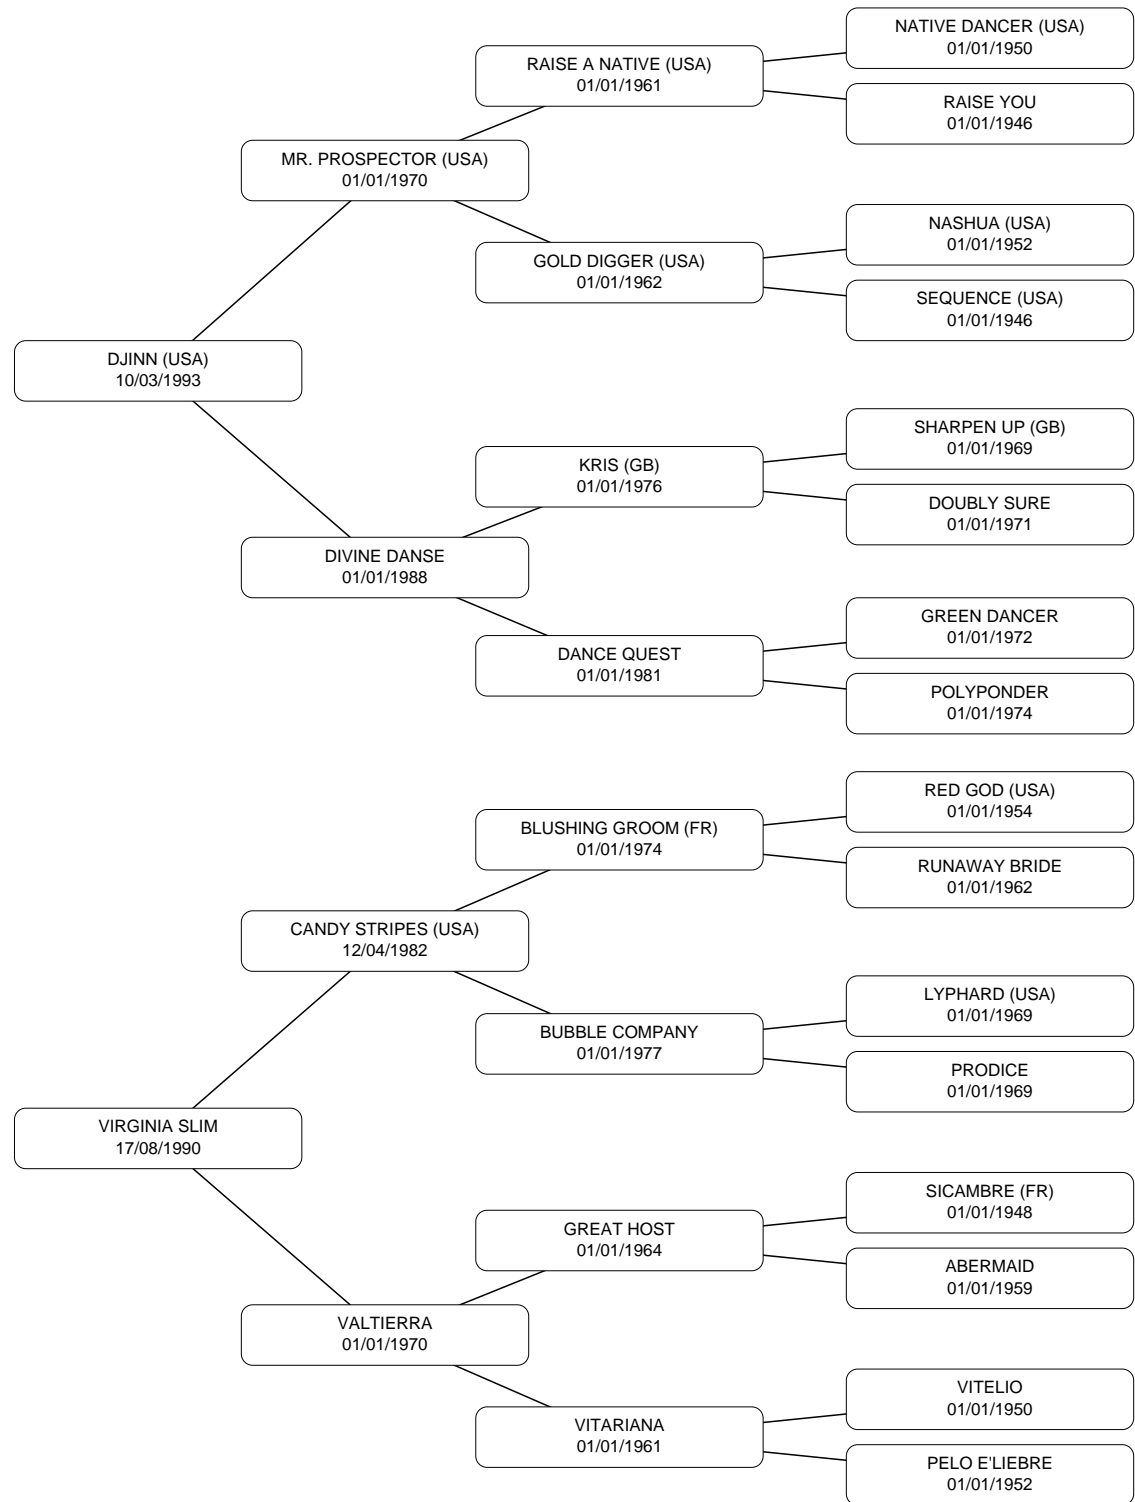 NATIVE DANCER (USA)
01/01/1950
RAISE A NATIVE (USA)
01/01/1961
RAISE YOU
01/01/1946
MR. PROSPECTOR (USA)
01/01/1970
NASHUA (USA)
01/01/1952
GOLD DIGGER (USA)
01/01/1962
SEQUENCE (USA)
01/01/1946
DJINN (USA)
10/03/1993
SHARPEN UP (GB)
01/01/1969
KRIS (GB)
01/01/1976
DOUBLY SURE
01/01/1971
DIVINE DANSE
01/01/1988
GREEN DANCER
01/01/1972
DANCE QUEST
01/01/1981
POLYPONDER
01/01/1974
RED GOD (USA)
01/01/1954
BLUSHING GROOM (FR)
01/01/1974
RUNAWAY BRIDE
01/01/1962
CANDY STRIPES (USA)
12/04/1982
LYPHARD (USA)
01/01/1969
BUBBLE COMPANY
01/01/1977
PRODICE
01/01/1969
VIRGINIA SLIM
17/08/1990
SICAMBRE (FR)
01/01/1948
GREAT HOST
01/01/1964
ABERMAID
01/01/1959
VALTIERRA
01/01/1970
VITELIO
01/01/1950
VITARIANA
01/01/1961
PELO E'LIEBRE
01/01/1952